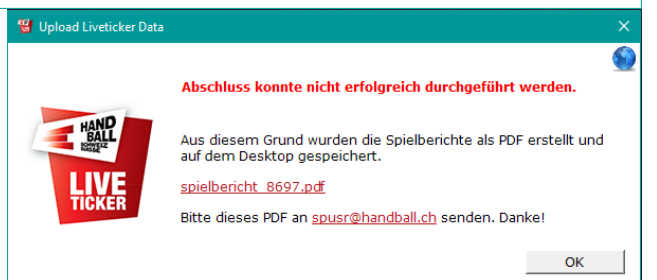 Upload Liveticker Data
Abschluss konnte nicht erfolgreich durchgeführt werden.
HAND
BALL
SCHWEIZ
SUISSE
LIVE
TICKER
Aus diesem Grund wurden die Spielberichte als PDF erstellt und
auf dem Desktop gespeichert.
spielbericht_8697.pdf
Bitte dieses PDF an spusr@handball.ch senden. Danke!
OK